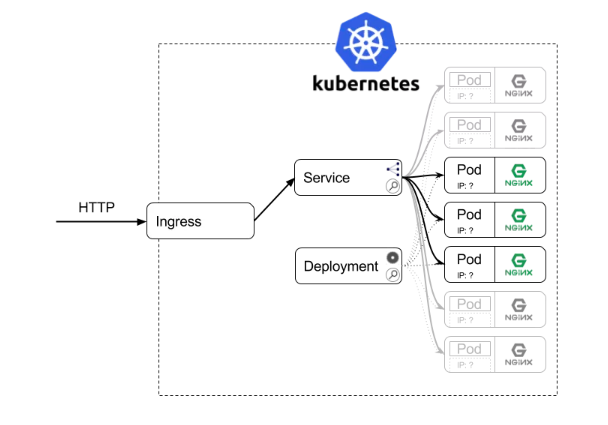 kubernetes
HTTP
Ingress
Service
Deployment
Pod
IP: ?
NGINX
Pod
IP: ?
NGINX
Pod
IP: ?
NGINX
Pod
IP: ?
NGINX
Pod
IP: ?
NGINX
Pod
IP: ?
NGINX
Pod
IP: ?
NGINX